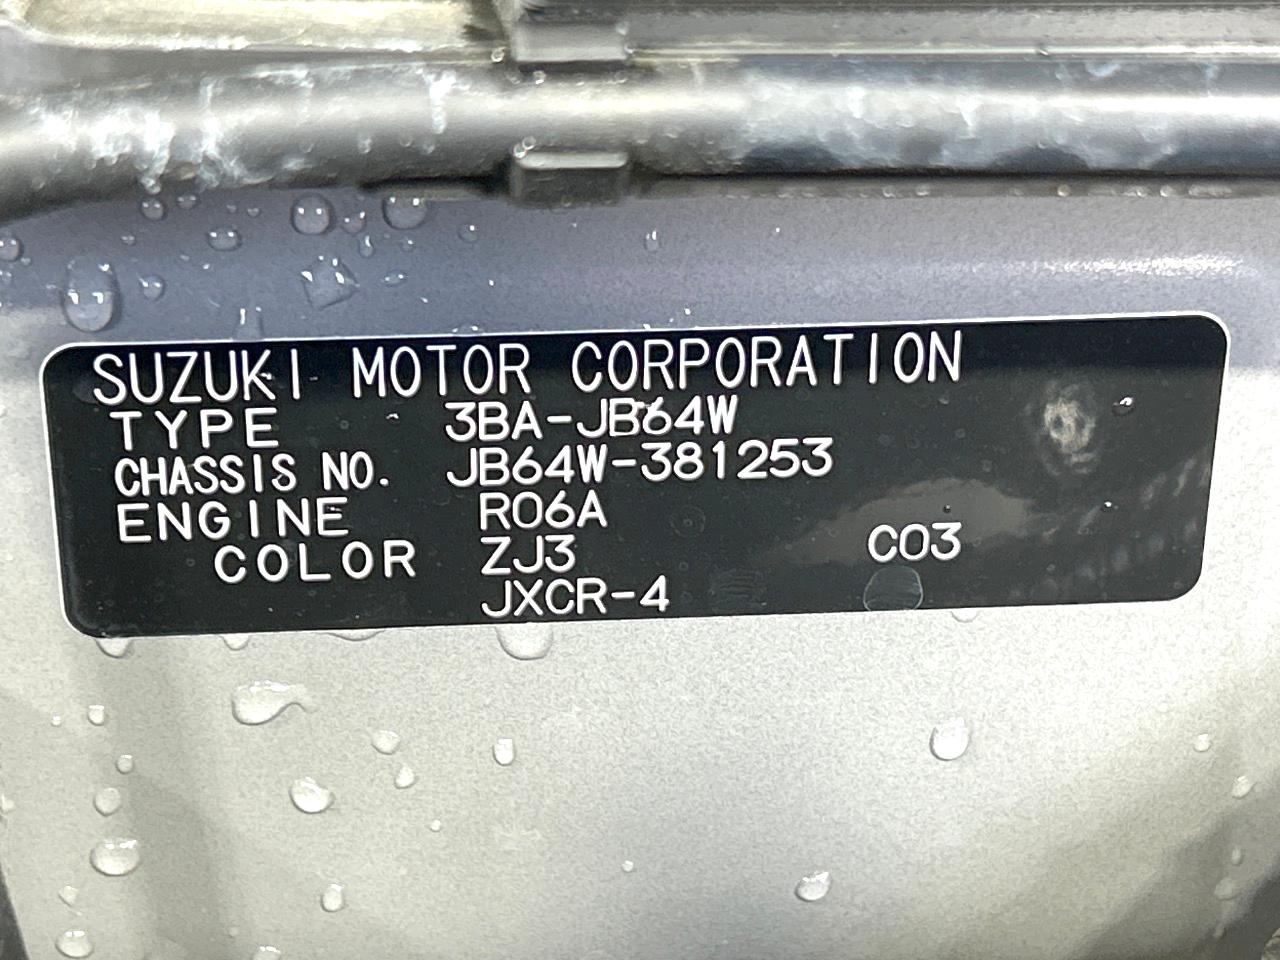 SUZUKI MOTOR CORPORATION
TYPE 3BA-JB64W
CHASSIS NO. JB64W-381253
ENGINE R06A
COLOR ZJ3 C03
JXCR-4